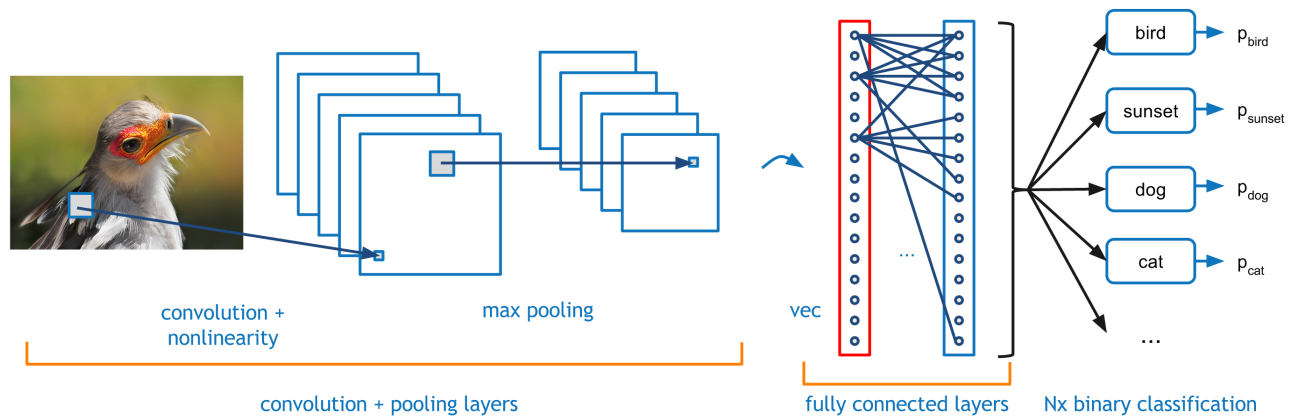 convolution +
nonlinearity
max pooling
convolution + pooling layers
vec
...
fully connected layers
bird
p_bird
sunset
p_sunset
dog
p_dog
cat
p_cat
...
Nx binary classification